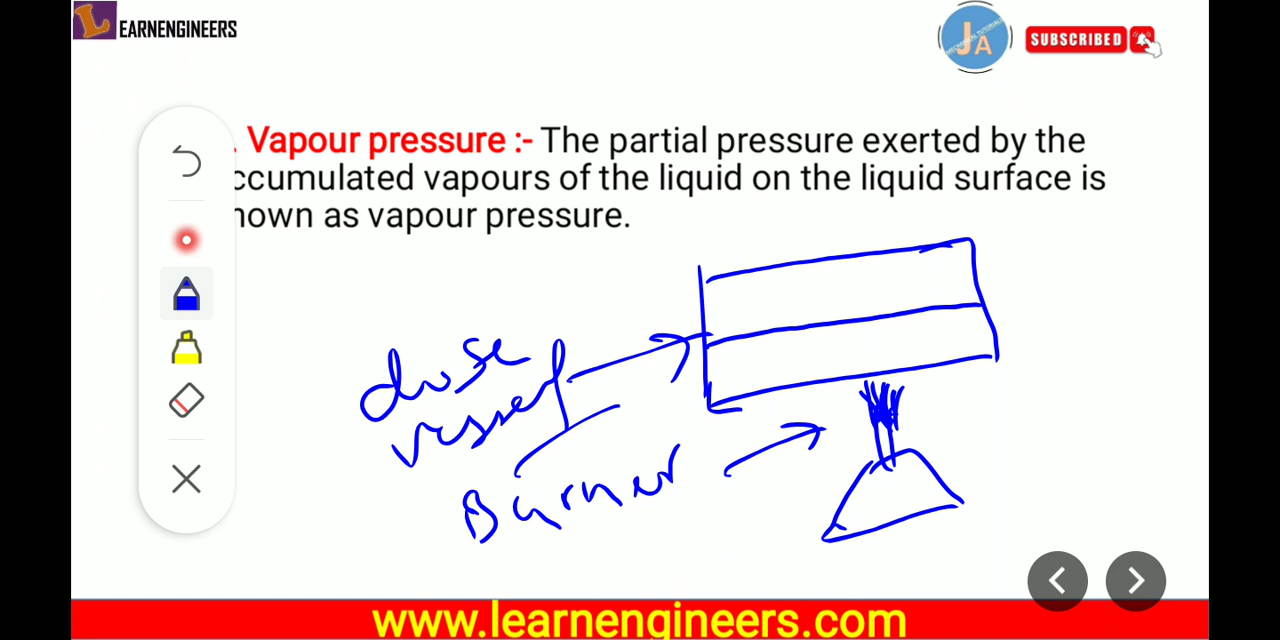 LEARNENGINEERS
JA
SUBSCRIBED
. Vapour pressure :- The partial pressure exerted by the
ccumulated vapours of the liquid on the liquid surface is
nown as vapour pressure.
close
vessel
Burner
www.learnengineers.com